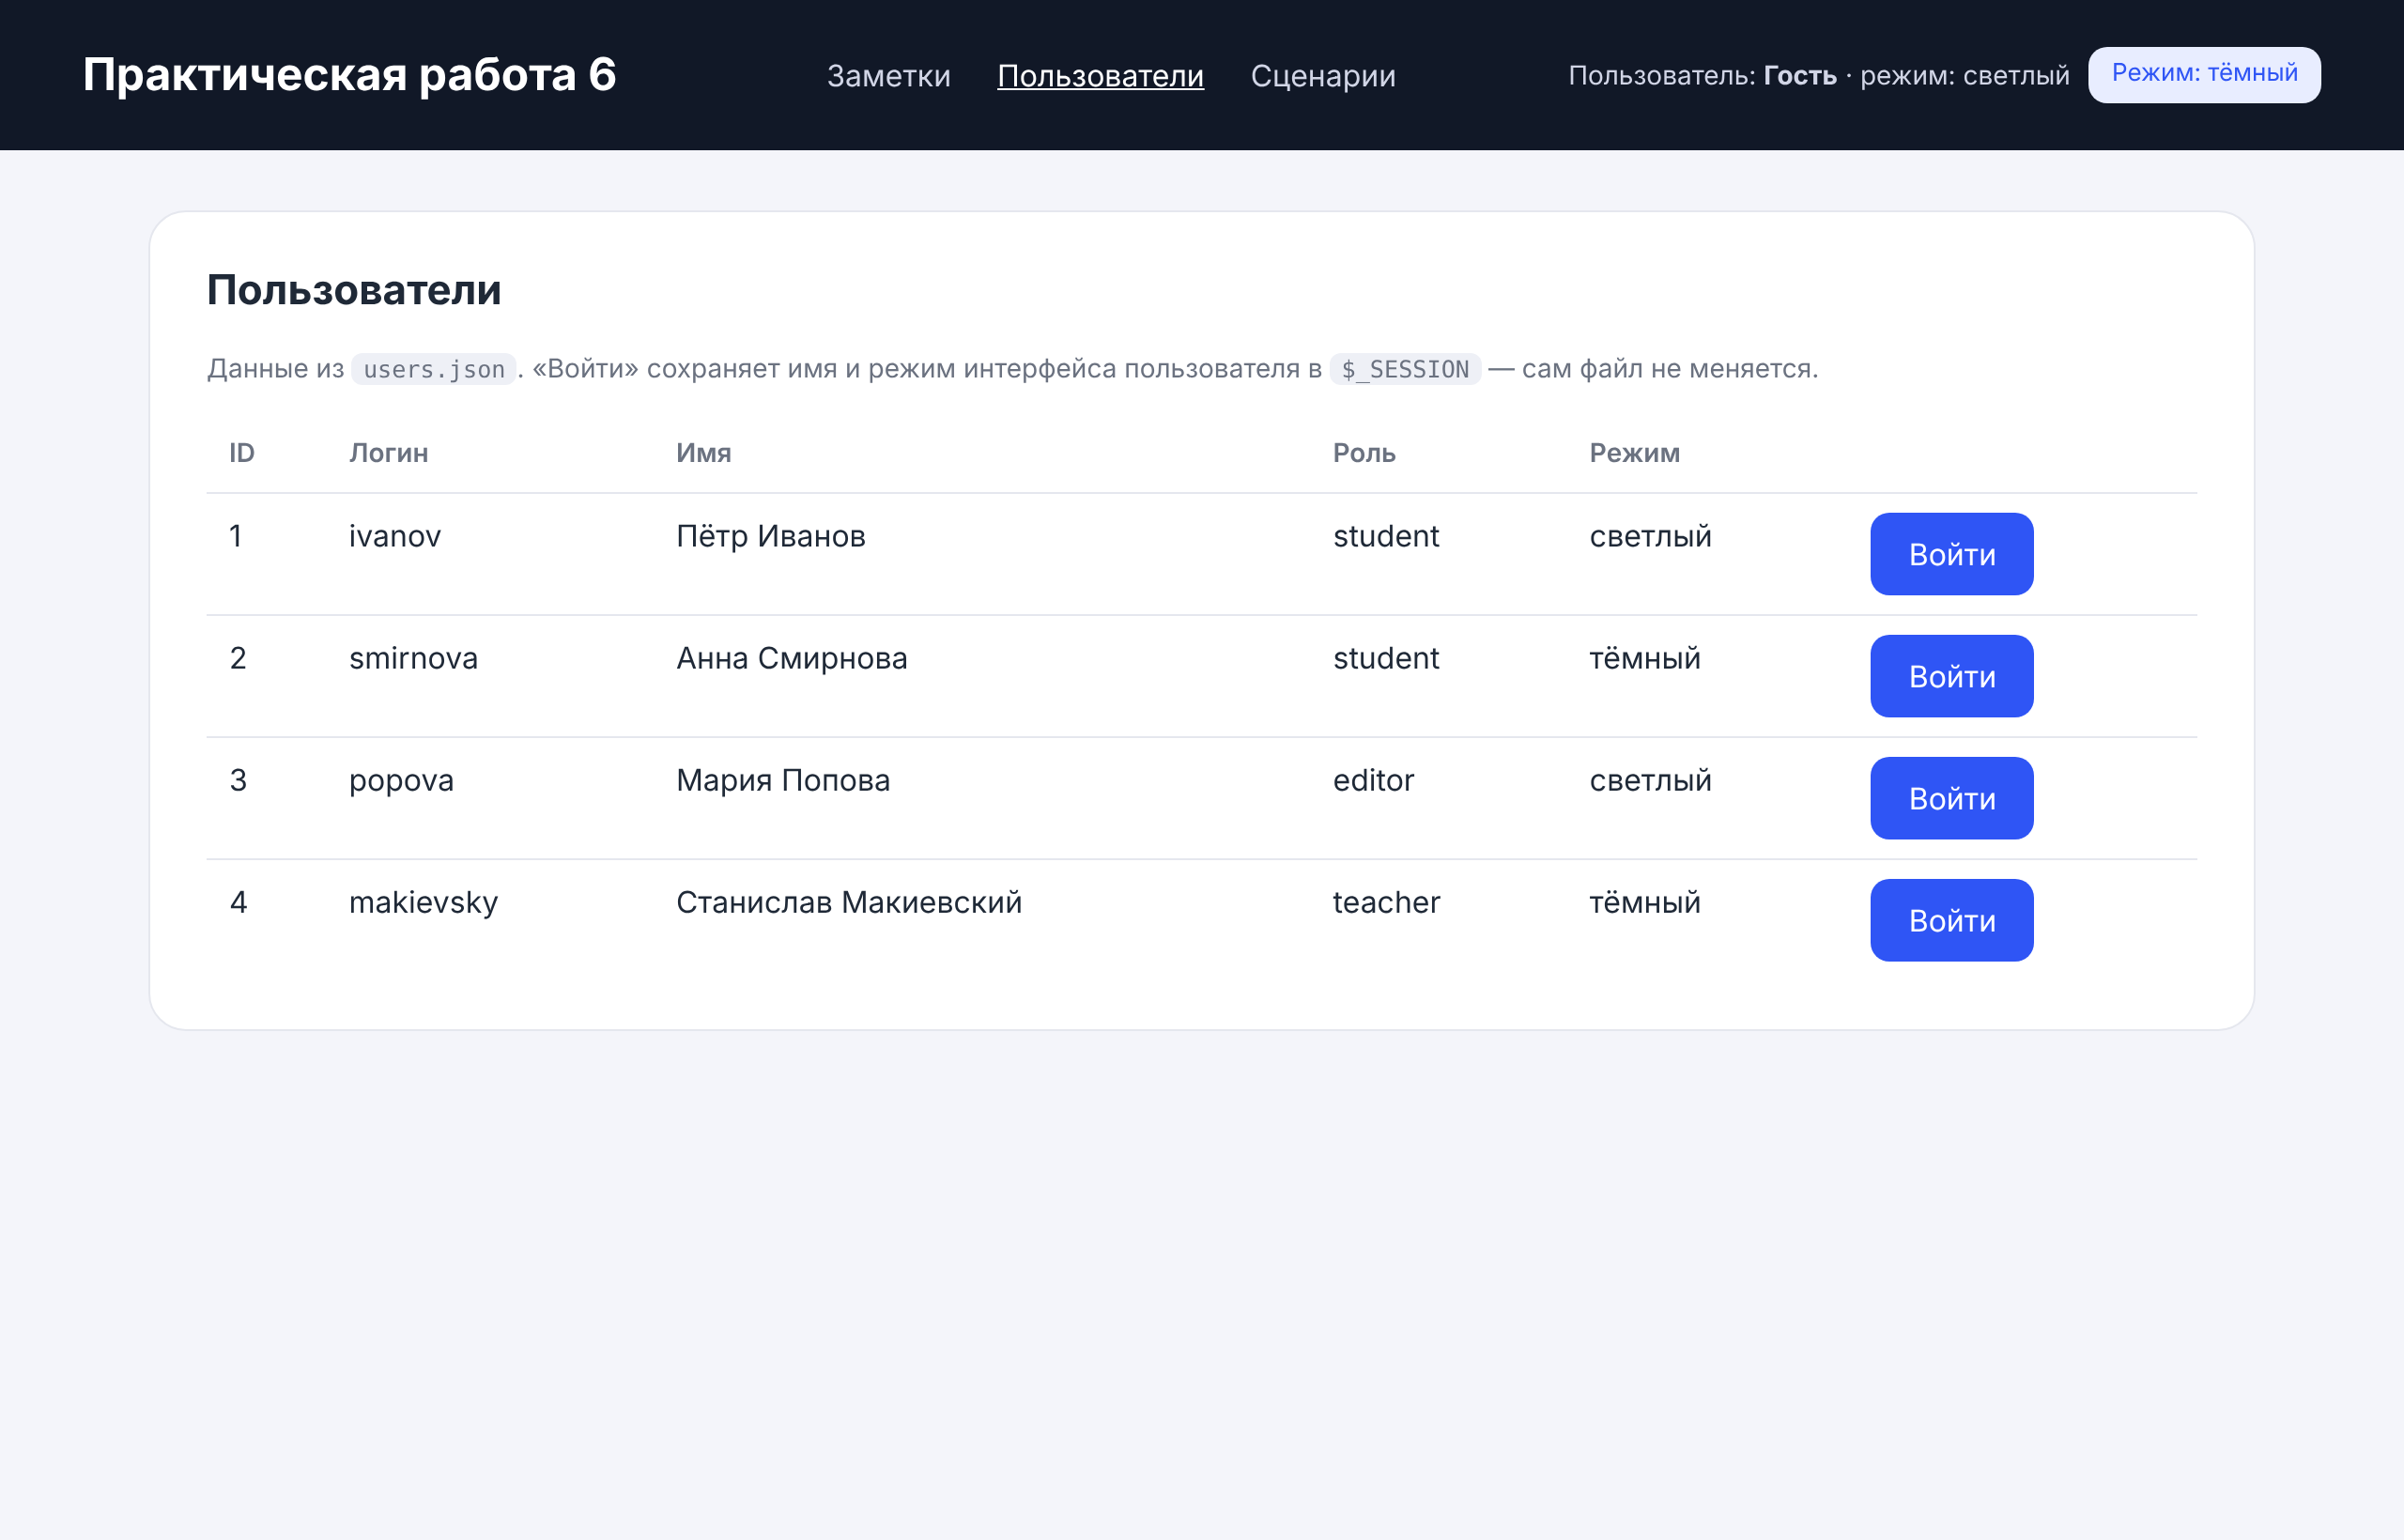 Практическая работа 6 Заметки Пользователи Сценарии Пользователь: Гость · режим: светлый Режим: тёмный
Пользователи
Данные из users.json. «Войти» сохраняет имя и режим интерфейса пользователя в $_SESSION — сам файл не меняется.
ID Логин Имя Роль Режим
1 ivanov Пётр Иванов student светлый Войти
2 smirnova Анна Смирнова student тёмный Войти
3 popova Мария Попова editor светлый Войти
4 makievsky Станислав Макиевский teacher тёмный Войти